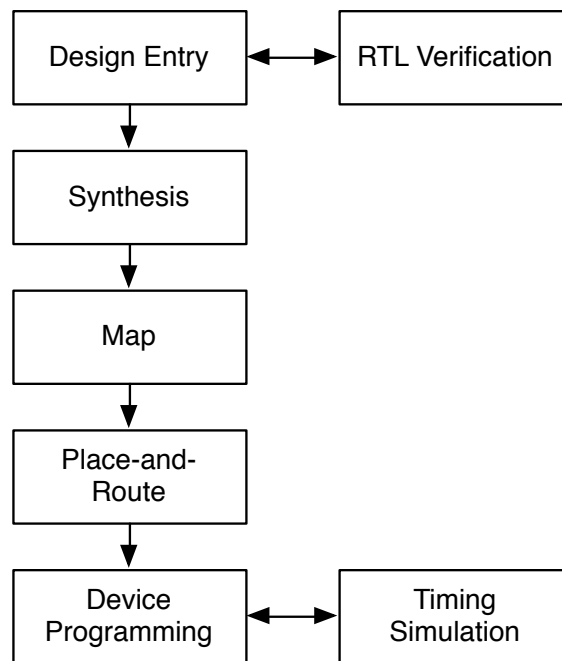 Design Entry
RTL Verification
Synthesis
Map
Place-and-
Route
Device
Programming
Timing
Simulation